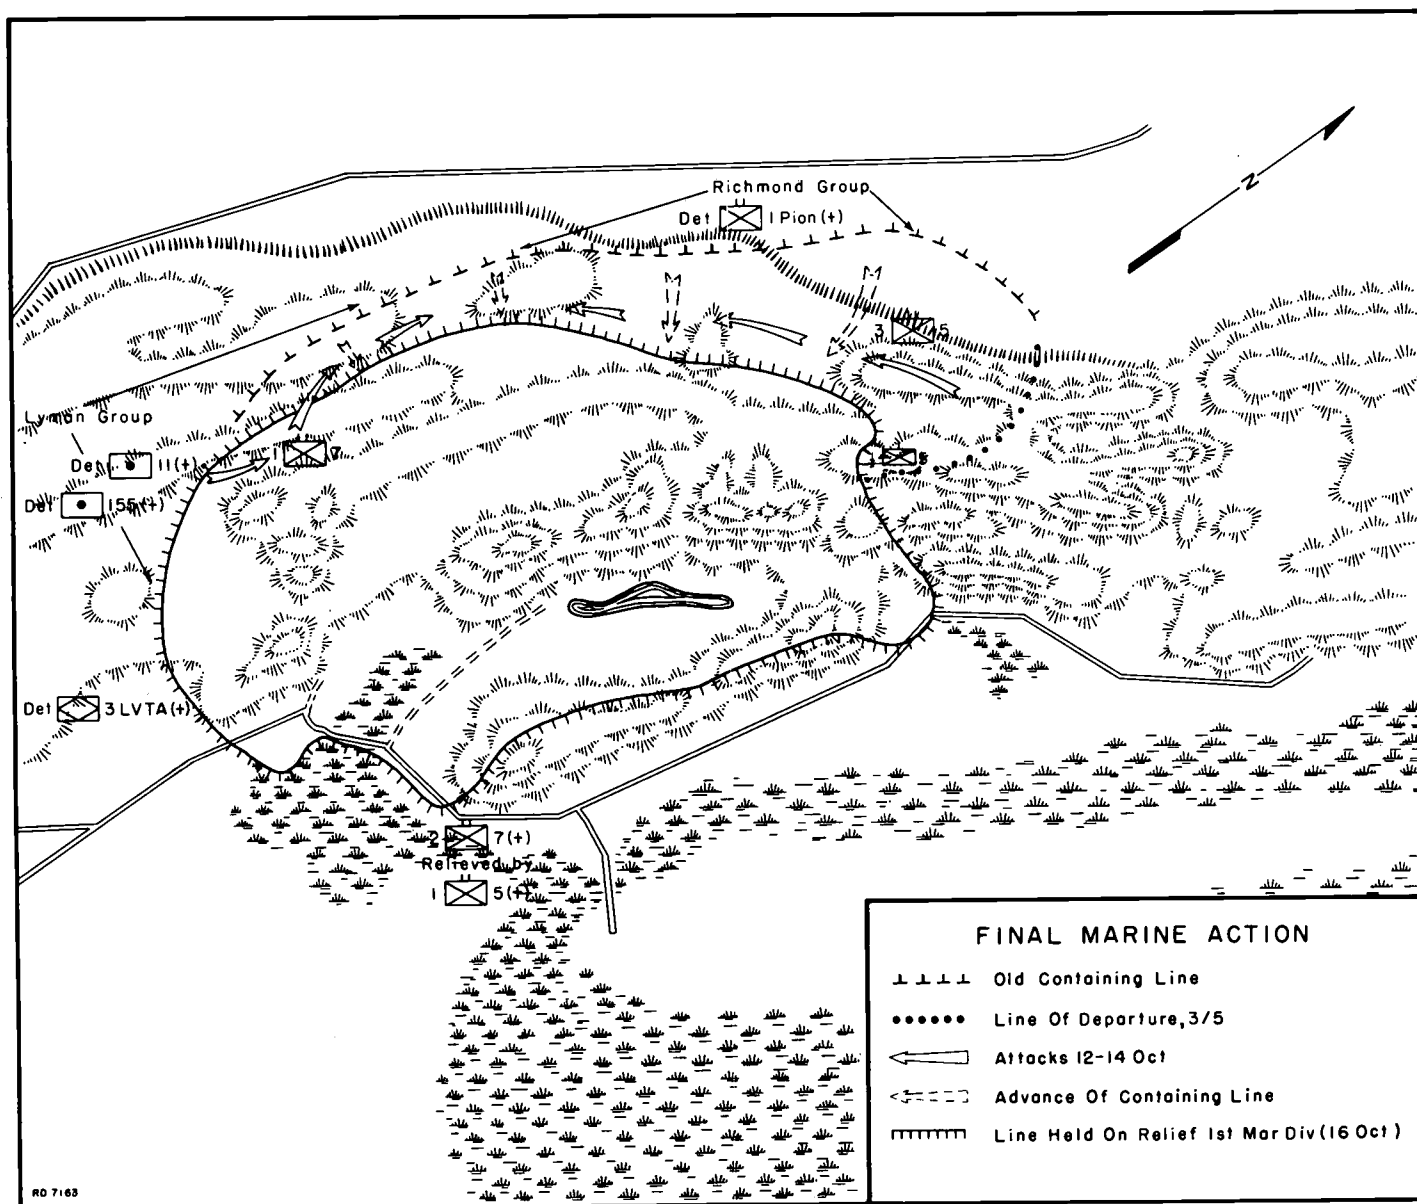 Richmond Group
Det 1 Pion (+)
N
3 5
Lyman Group
Det 11 (+)
1 7
Det 155 (+)
Det 3 LVTA (+)
2 7 (+)
Relieved by
1 5 (+)
FINAL MARINE ACTION
Old Containing Line
Line Of Departure, 3/5
Attacks 12-14 Oct
Advance Of Containing Line
Line Held On Relief 1st Mar Div (16 Oct)
RD 7163